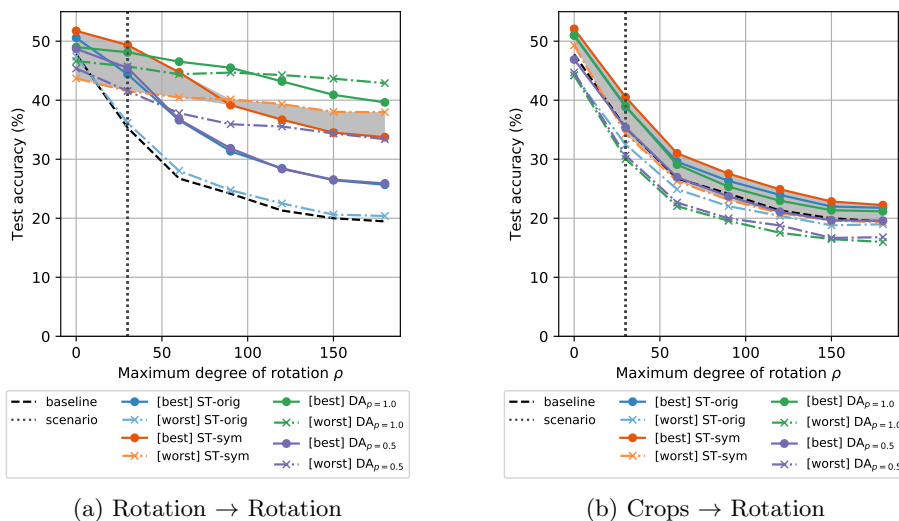 50
40
30
20
10
0
Test accuracy (%)
0 50 100 150
Maximum degree of rotation ρ
baseline
scenario
[best] ST-orig
[worst] ST-orig
[best] ST-sym
[worst] ST-sym
[best] DAp=1.0
[worst] DAp=1.0
[best] DAp=0.5
[worst] DAp=0.5
(a) Rotation → Rotation
50
40
30
20
10
0
Test accuracy (%)
0 50 100 150
Maximum degree of rotation ρ
baseline
scenario
[best] ST-orig
[worst] ST-orig
[best] ST-sym
[worst] ST-sym
[best] DAp=1.0
[worst] DAp=1.0
[best] DAp=0.5
[worst] DAp=0.5
(b) Crops → Rotation